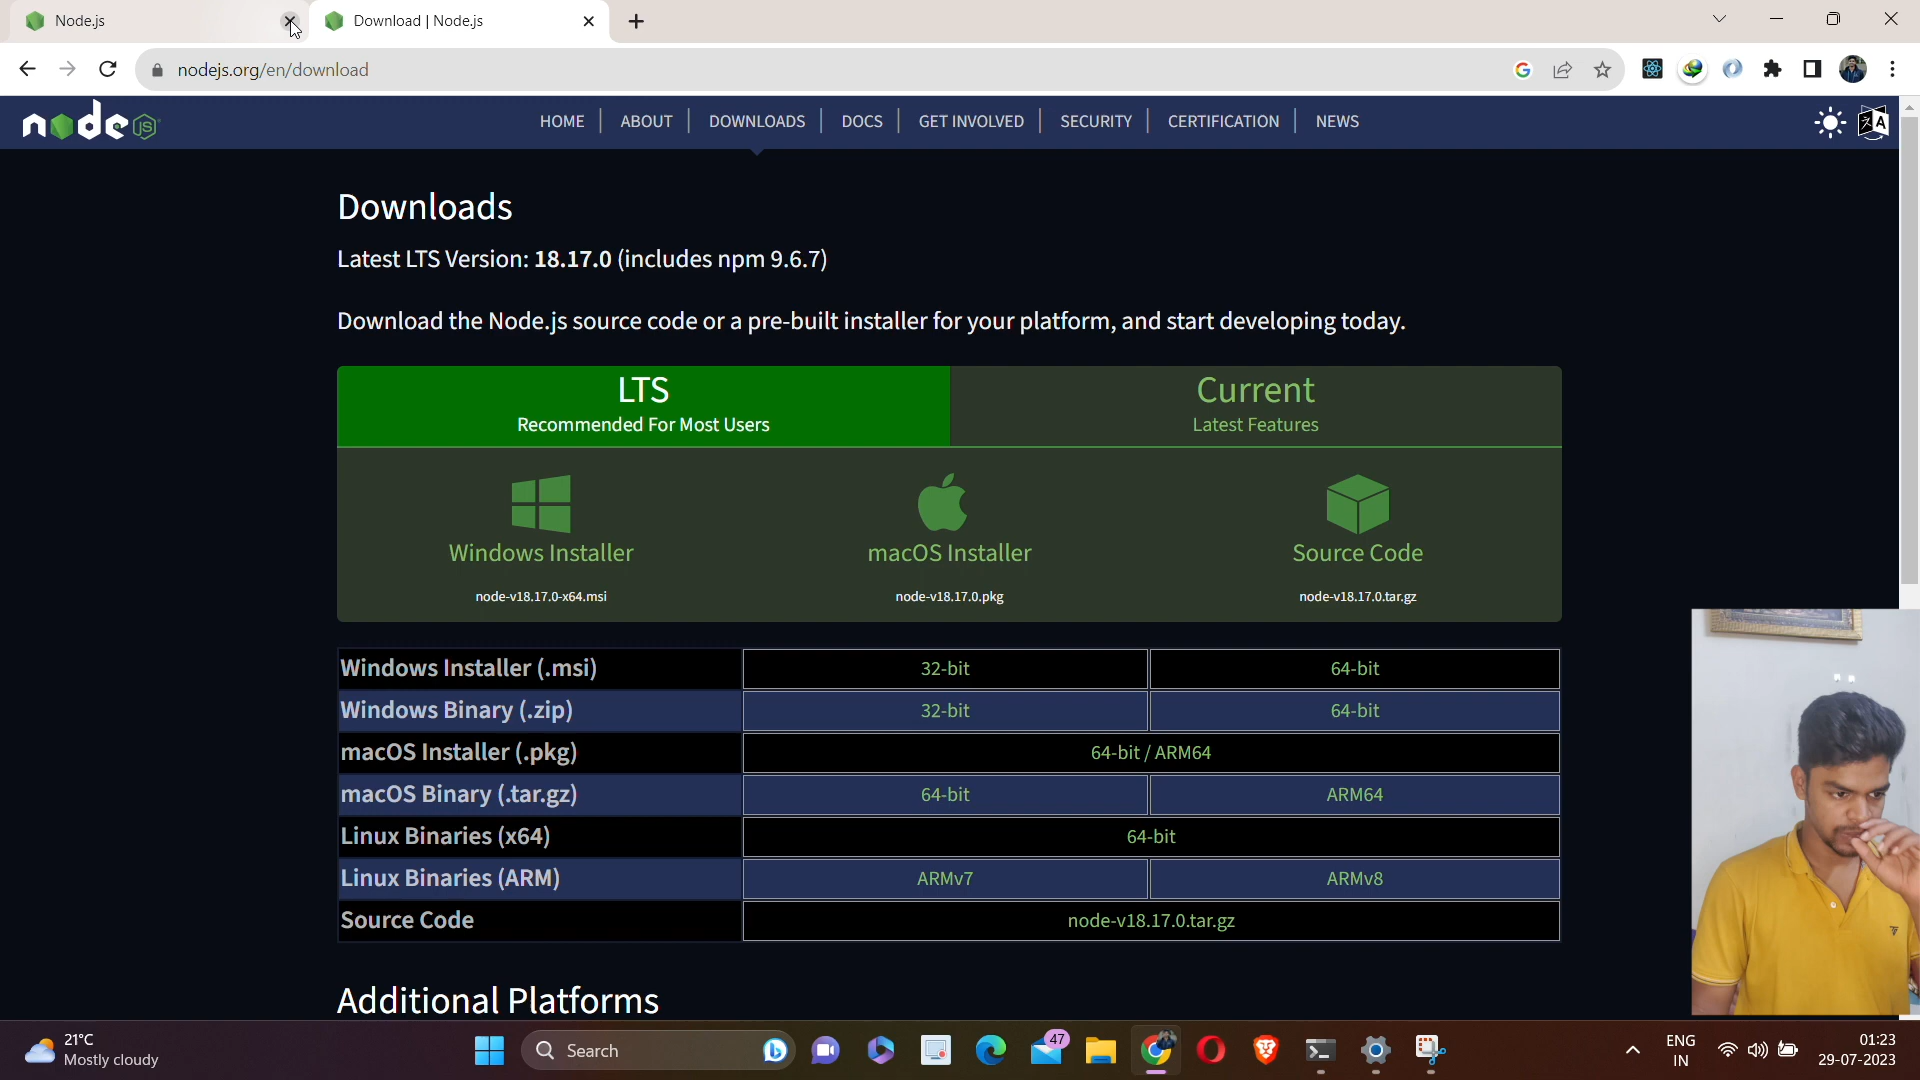 Node.js
Download | Node.js
nodejs.org/en/download
node JS
HOME
ABOUT
DOWNLOADS
DOCS
GET INVOLVED
SECURITY
CERTIFICATION
NEWS
Downloads
Latest LTS Version: 18.17.0 (includes npm 9.6.7)
Download the Node.js source code or a pre-built installer for your platform, and start developing today.
LTS
Recommended For Most Users
Current
Latest Features
Windows Installer
node-v18.17.0-x64.msi
macOS Installer
node-v18.17.0.pkg
Source Code
node-v18.17.0.tar.gz
Windows Installer (.msi) 32-bit 64-bit
Windows Binary (.zip) 32-bit 64-bit
macOS Installer (.pkg) 64-bit / ARM64
macOS Binary (.tar.gz) 64-bit ARM64
Linux Binaries (x64) 64-bit
Linux Binaries (ARM) ARMv7 ARMv8
Source Code node-v18.17.0.tar.gz
Additional Platforms
21°C
Mostly cloudy
Search
47
ENG
IN
01:23
29-07-2023